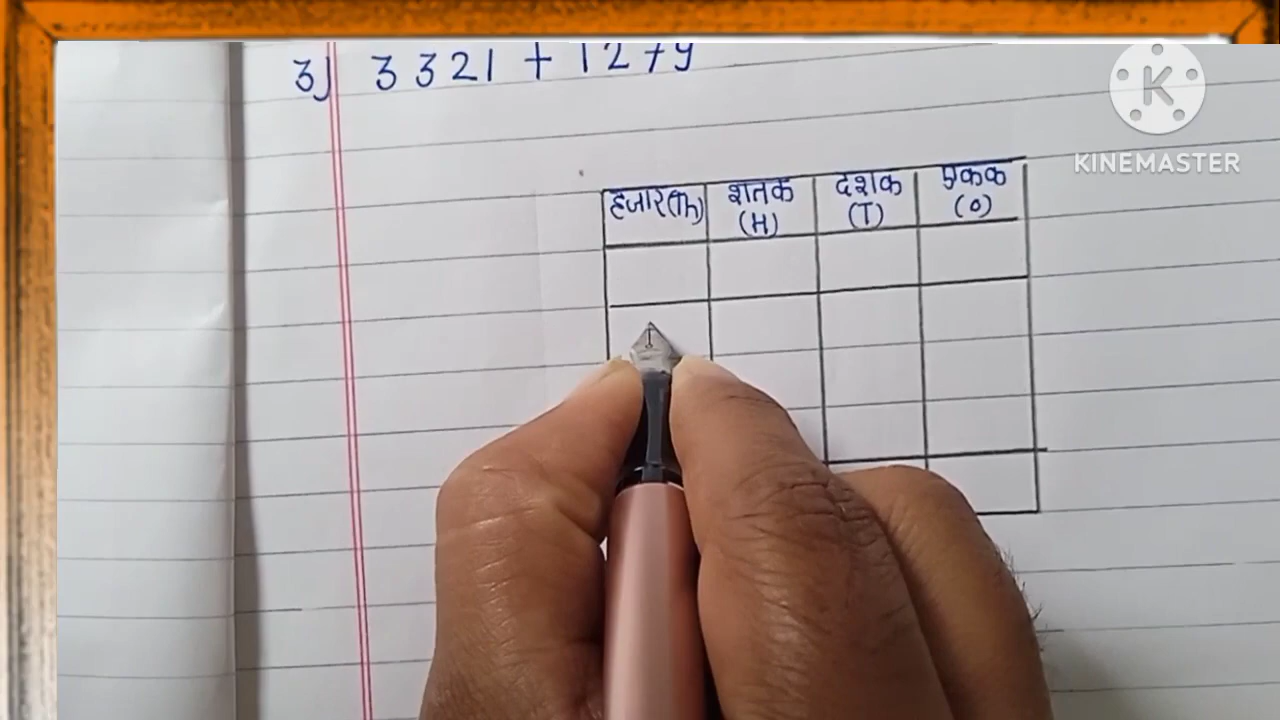 3) 3321 + 1279
K
KINEMASTER
हजार(Th) शतक (H) दशक (T) एकक (O)